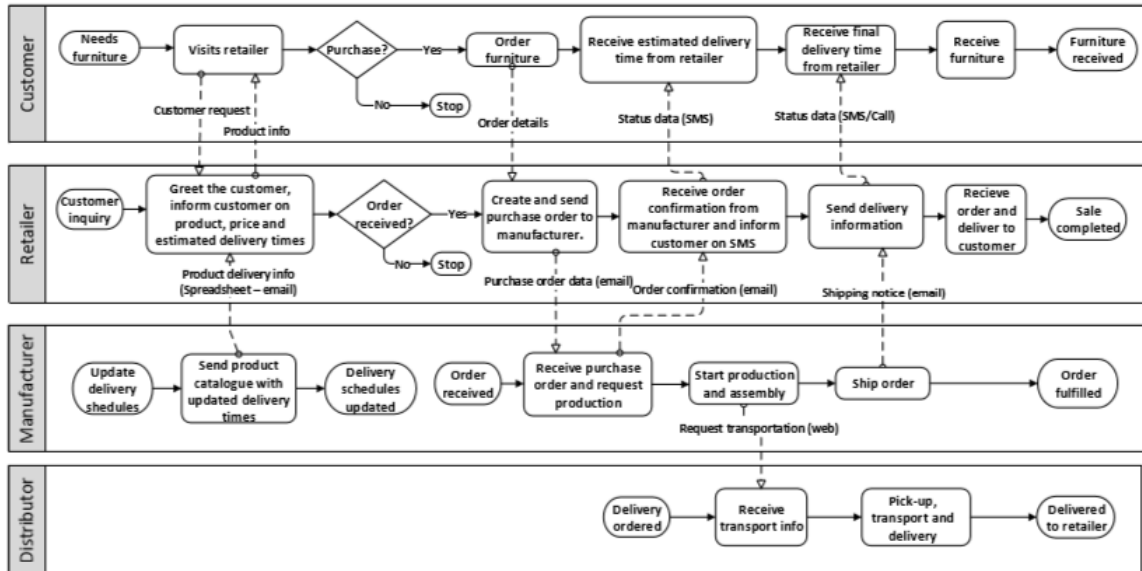 Customer
Needs
furniture
Visits retailer
Purchase?
Yes
Order
furniture
Receive estimated delivery
time from retailer
Receive final
delivery time
from retailer
Receive
furniture
Furniture
received
No
Stop
Customer request
Product info
Order details
Status data (SMS)
Status data (SMS/Call)
Retailer
Customer
inquiry
Greet the customer,
inform customer on
product, price and
estimated delivery times
Order
received?
Yes
Create and send
purchase order to
manufacturer.
Receive order
confirmation from
manufacturer and inform
customer on SMS
Send delivery
information
Recieve
order and
deliver to
customer
Sale
completed
No
Stop
Product delivery info
(Spreadsheet – email)
Purchase order data (email)
Order confirmation (email)
Shipping notice (email)
Manufacturer
Update
delivery
shedules
Send product
catalogue with
updated delivery
times
Delivery
schedules
updated
Order
received
Receive purchase
order and request
production
Start production
and assembly
Ship order
Order
fulfilled
Request transportation (web)
Distributor
Delivery
ordered
Receive
transport info
Pick-up,
transport and
delivery
Delivered
to retailer